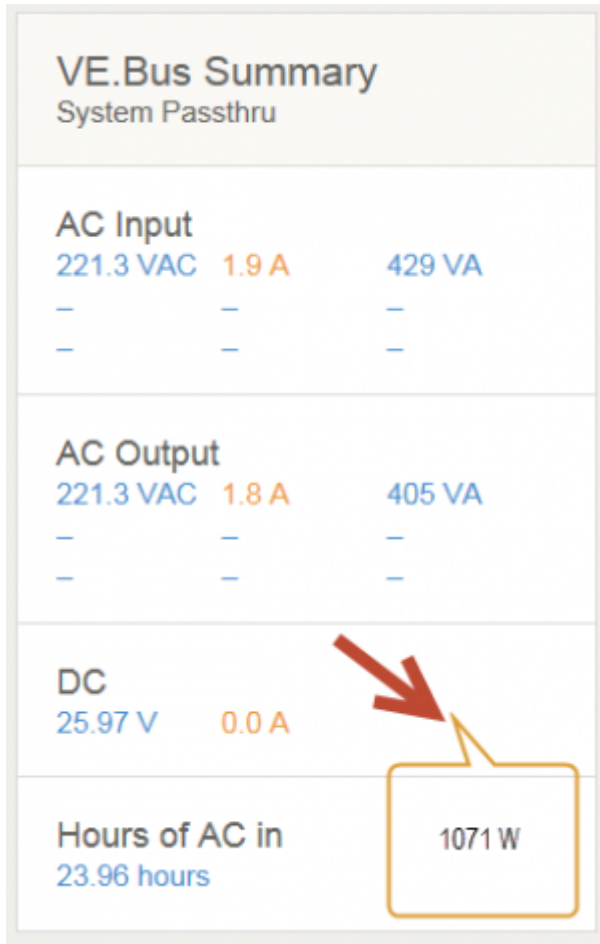 VE.Bus Summary
System Passthru
AC Input
221.3 VAC 1.9 A 429 VA
– – –
– – –
AC Output
221.3 VAC 1.8 A 405 VA
– – –
– – –
DC
25.97 V 0.0 A
1071 W
Hours of AC in
23.96 hours